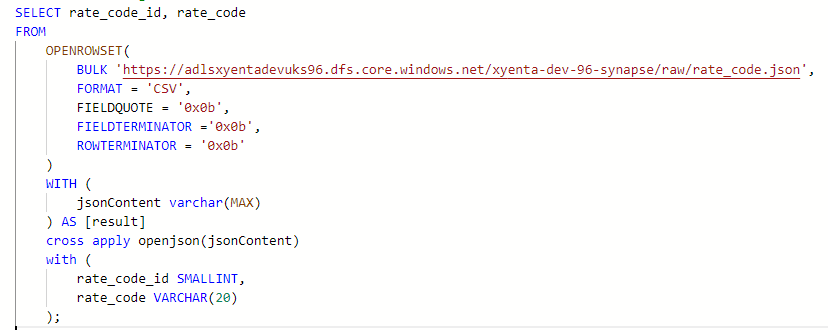 SELECT rate_code_id, rate_code
FROM
OPENROWSET(
BULK 'https://adlsxyentadevuks96.dfs.core.windows.net/xyenta-dev-96-synapse/raw/rate_code.json',
FORMAT = 'CSV',
FIELDQUOTE = '0x0b',
FIELDTERMINATOR ='0x0b',
ROWTERMINATOR = '0x0b'
)
WITH (
jsonContent varchar(MAX)
) AS [result]
cross apply openjson(jsonContent)
with (
rate_code_id SMALLINT,
rate_code VARCHAR(20)
);